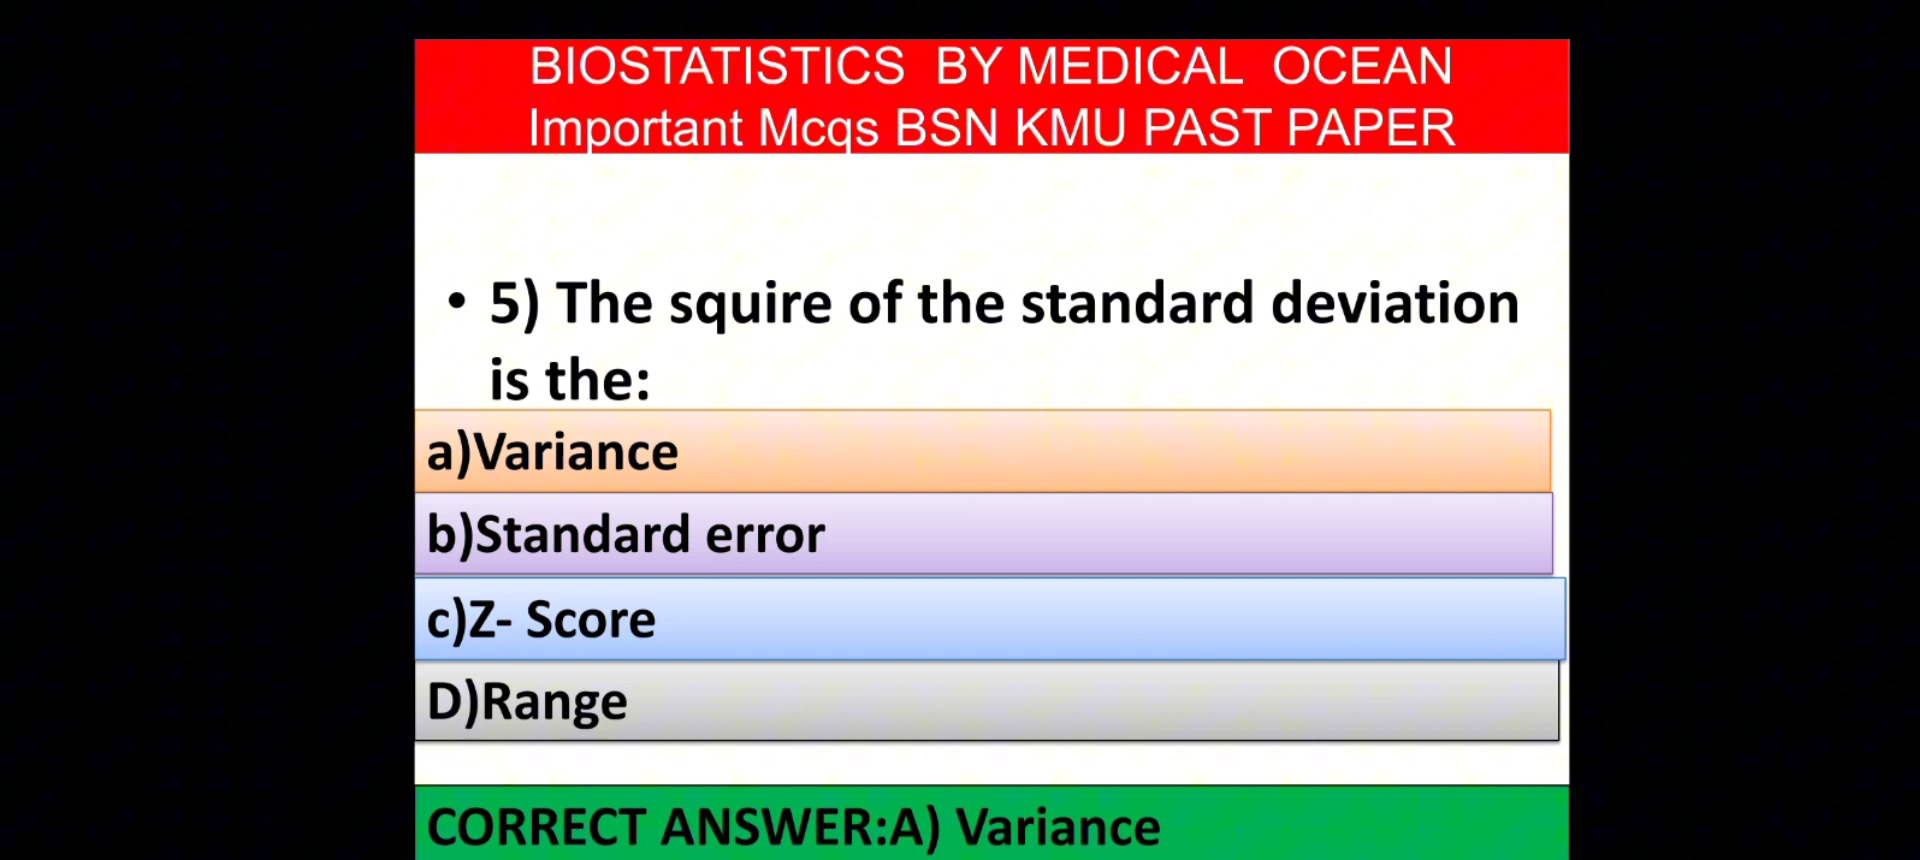 BIOSTATISTICS BY MEDICAL OCEAN
Important Mcqs BSN KMU PAST PAPER
• 5) The squire of the standard deviation
is the:
a)Variance
b)Standard error
c)Z- Score
D)Range
CORRECT ANSWER:A) Variance